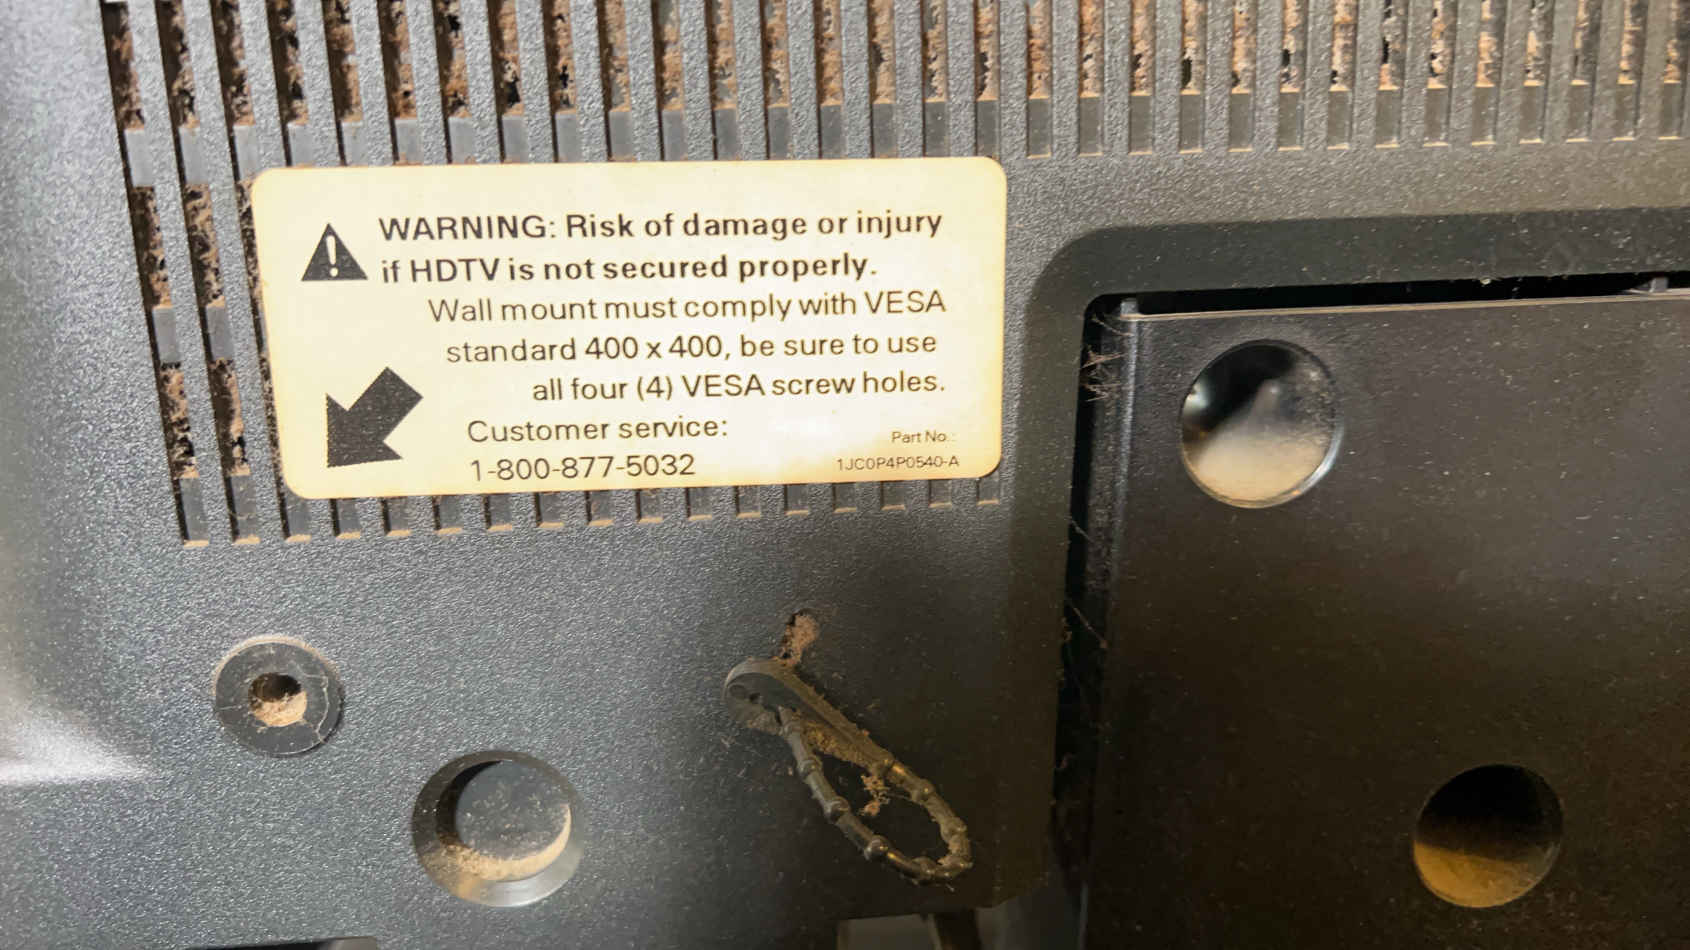 WARNING: Risk of damage or injury
if HDTV is not secured properly.
Wall mount must comply with VESA
standard 400 x 400, be sure to use
all four (4) VESA screw holes.
Customer service:
1-800-877-5032
Part No.:
1JC0P4P0540-A